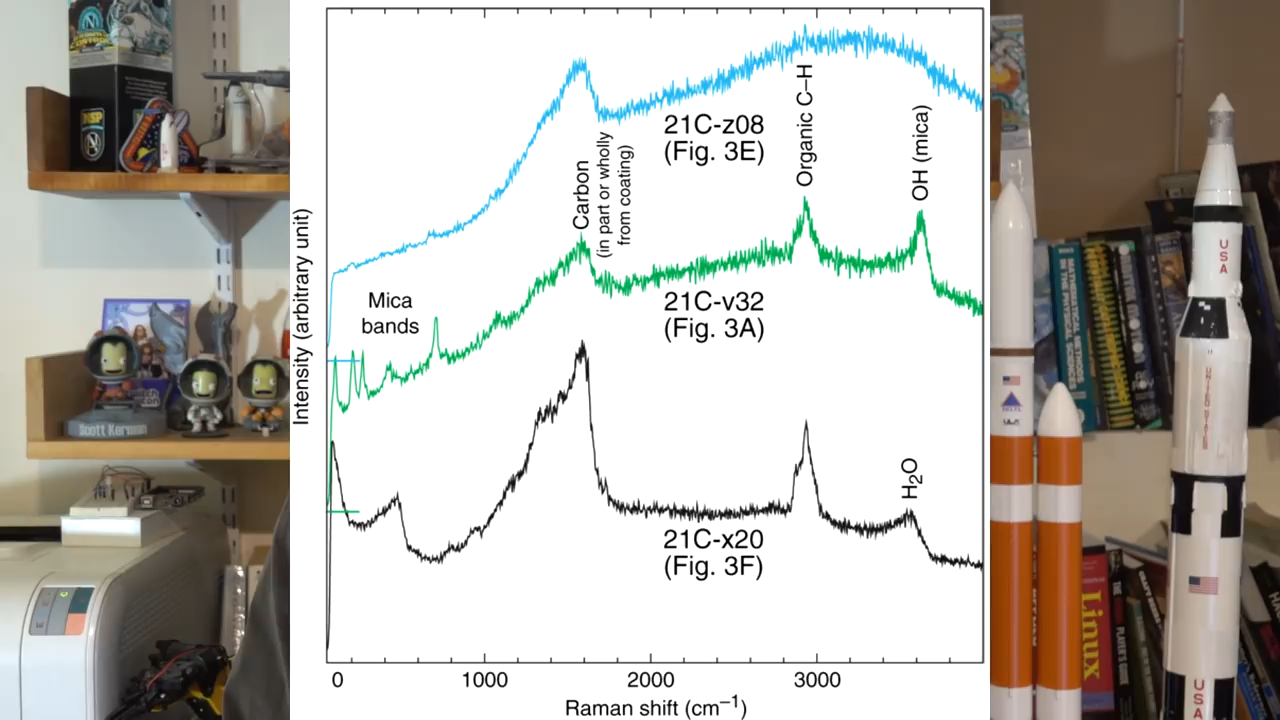 NSP
Scott Kerman
21C-z08
(Fig. 3E)
Organic C–H
OH (mica)
Carbon
(in part or wholly
from coating)
Mica
bands
21C-v32
(Fig. 3A)
H₂O
21C-x20
(Fig. 3F)
Intensity (arbitrary unit)
0 1000 2000 3000
Raman shift (cm⁻¹)
USA
UNITED STATES
Linux
USA